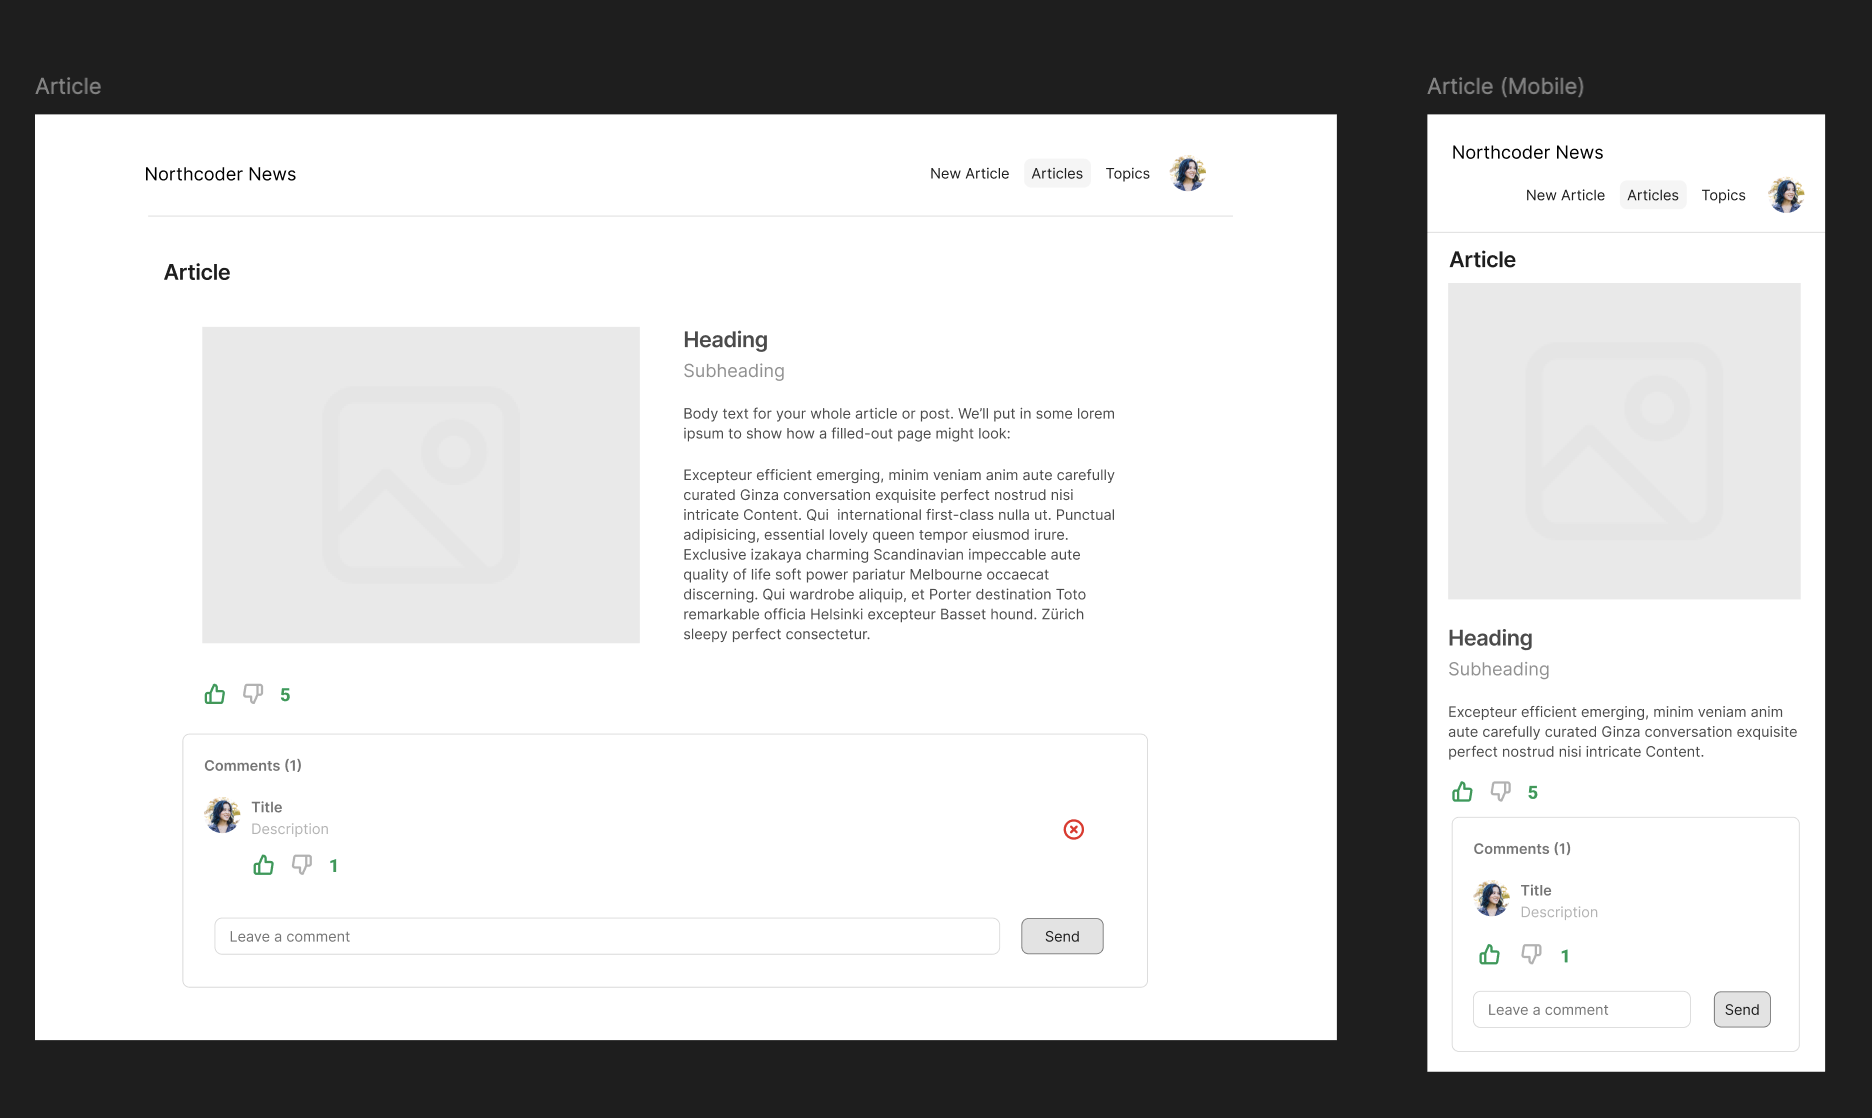 Article
Northcoder News
New Article
Articles
Topics
Article
Heading
Subheading
Body text for your whole article or post. We’ll put in some lorem
ipsum to show how a filled-out page might look:
Excepteur efficient emerging, minim veniam anim aute carefully
curated Ginza conversation exquisite perfect nostrud nisi
intricate Content. Qui  international first-class nulla ut. Punctual
adipisicing, essential lovely queen tempor eiusmod irure.
Exclusive izakaya charming Scandinavian impeccable aute
quality of life soft power pariatur Melbourne occaecat
discerning. Qui wardrobe aliquip, et Porter destination Toto
remarkable officia Helsinki excepteur Basset hound. Zürich
sleepy perfect consectetur.
5
Comments (1)
Title
Description
1
Leave a comment
Send
Article (Mobile)
Northcoder News
New Article
Articles
Topics
Article
Heading
Subheading
Excepteur efficient emerging, minim veniam anim
aute carefully curated Ginza conversation exquisite
perfect nostrud nisi intricate Content.
5
Comments (1)
Title
Description
1
Leave a comment
Send